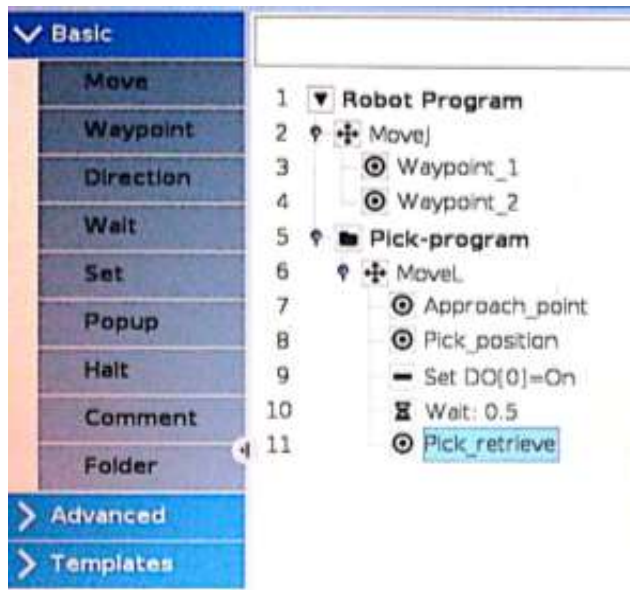 Basic
Move
Waypoint
Direction
Wait
Set
Popup
Halt
Comment
Folder
Advanced
Templates
1 Robot Program
2 MoveJ
3 Waypoint_1
4 Waypoint_2
5 Pick-program
6 MoveL
7 Approach_point
8 Pick_position
9 Set DO[0]=On
10 Wait: 0.5
11 Pick_retrieve